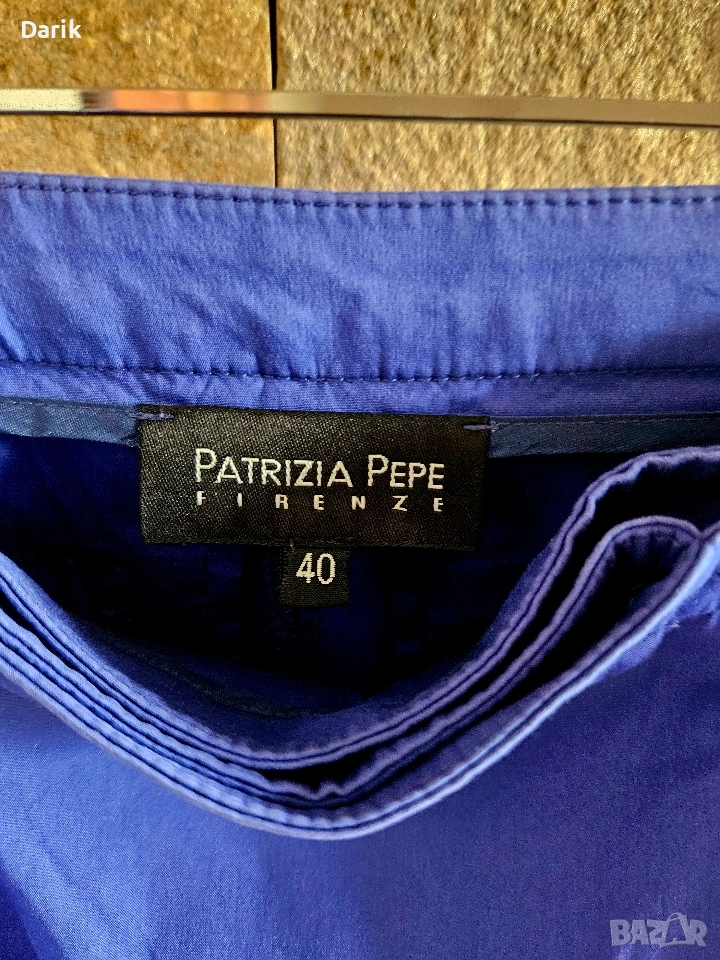 Darik
PATRIZIA PEPE
FIRENZE
40
BAZAR